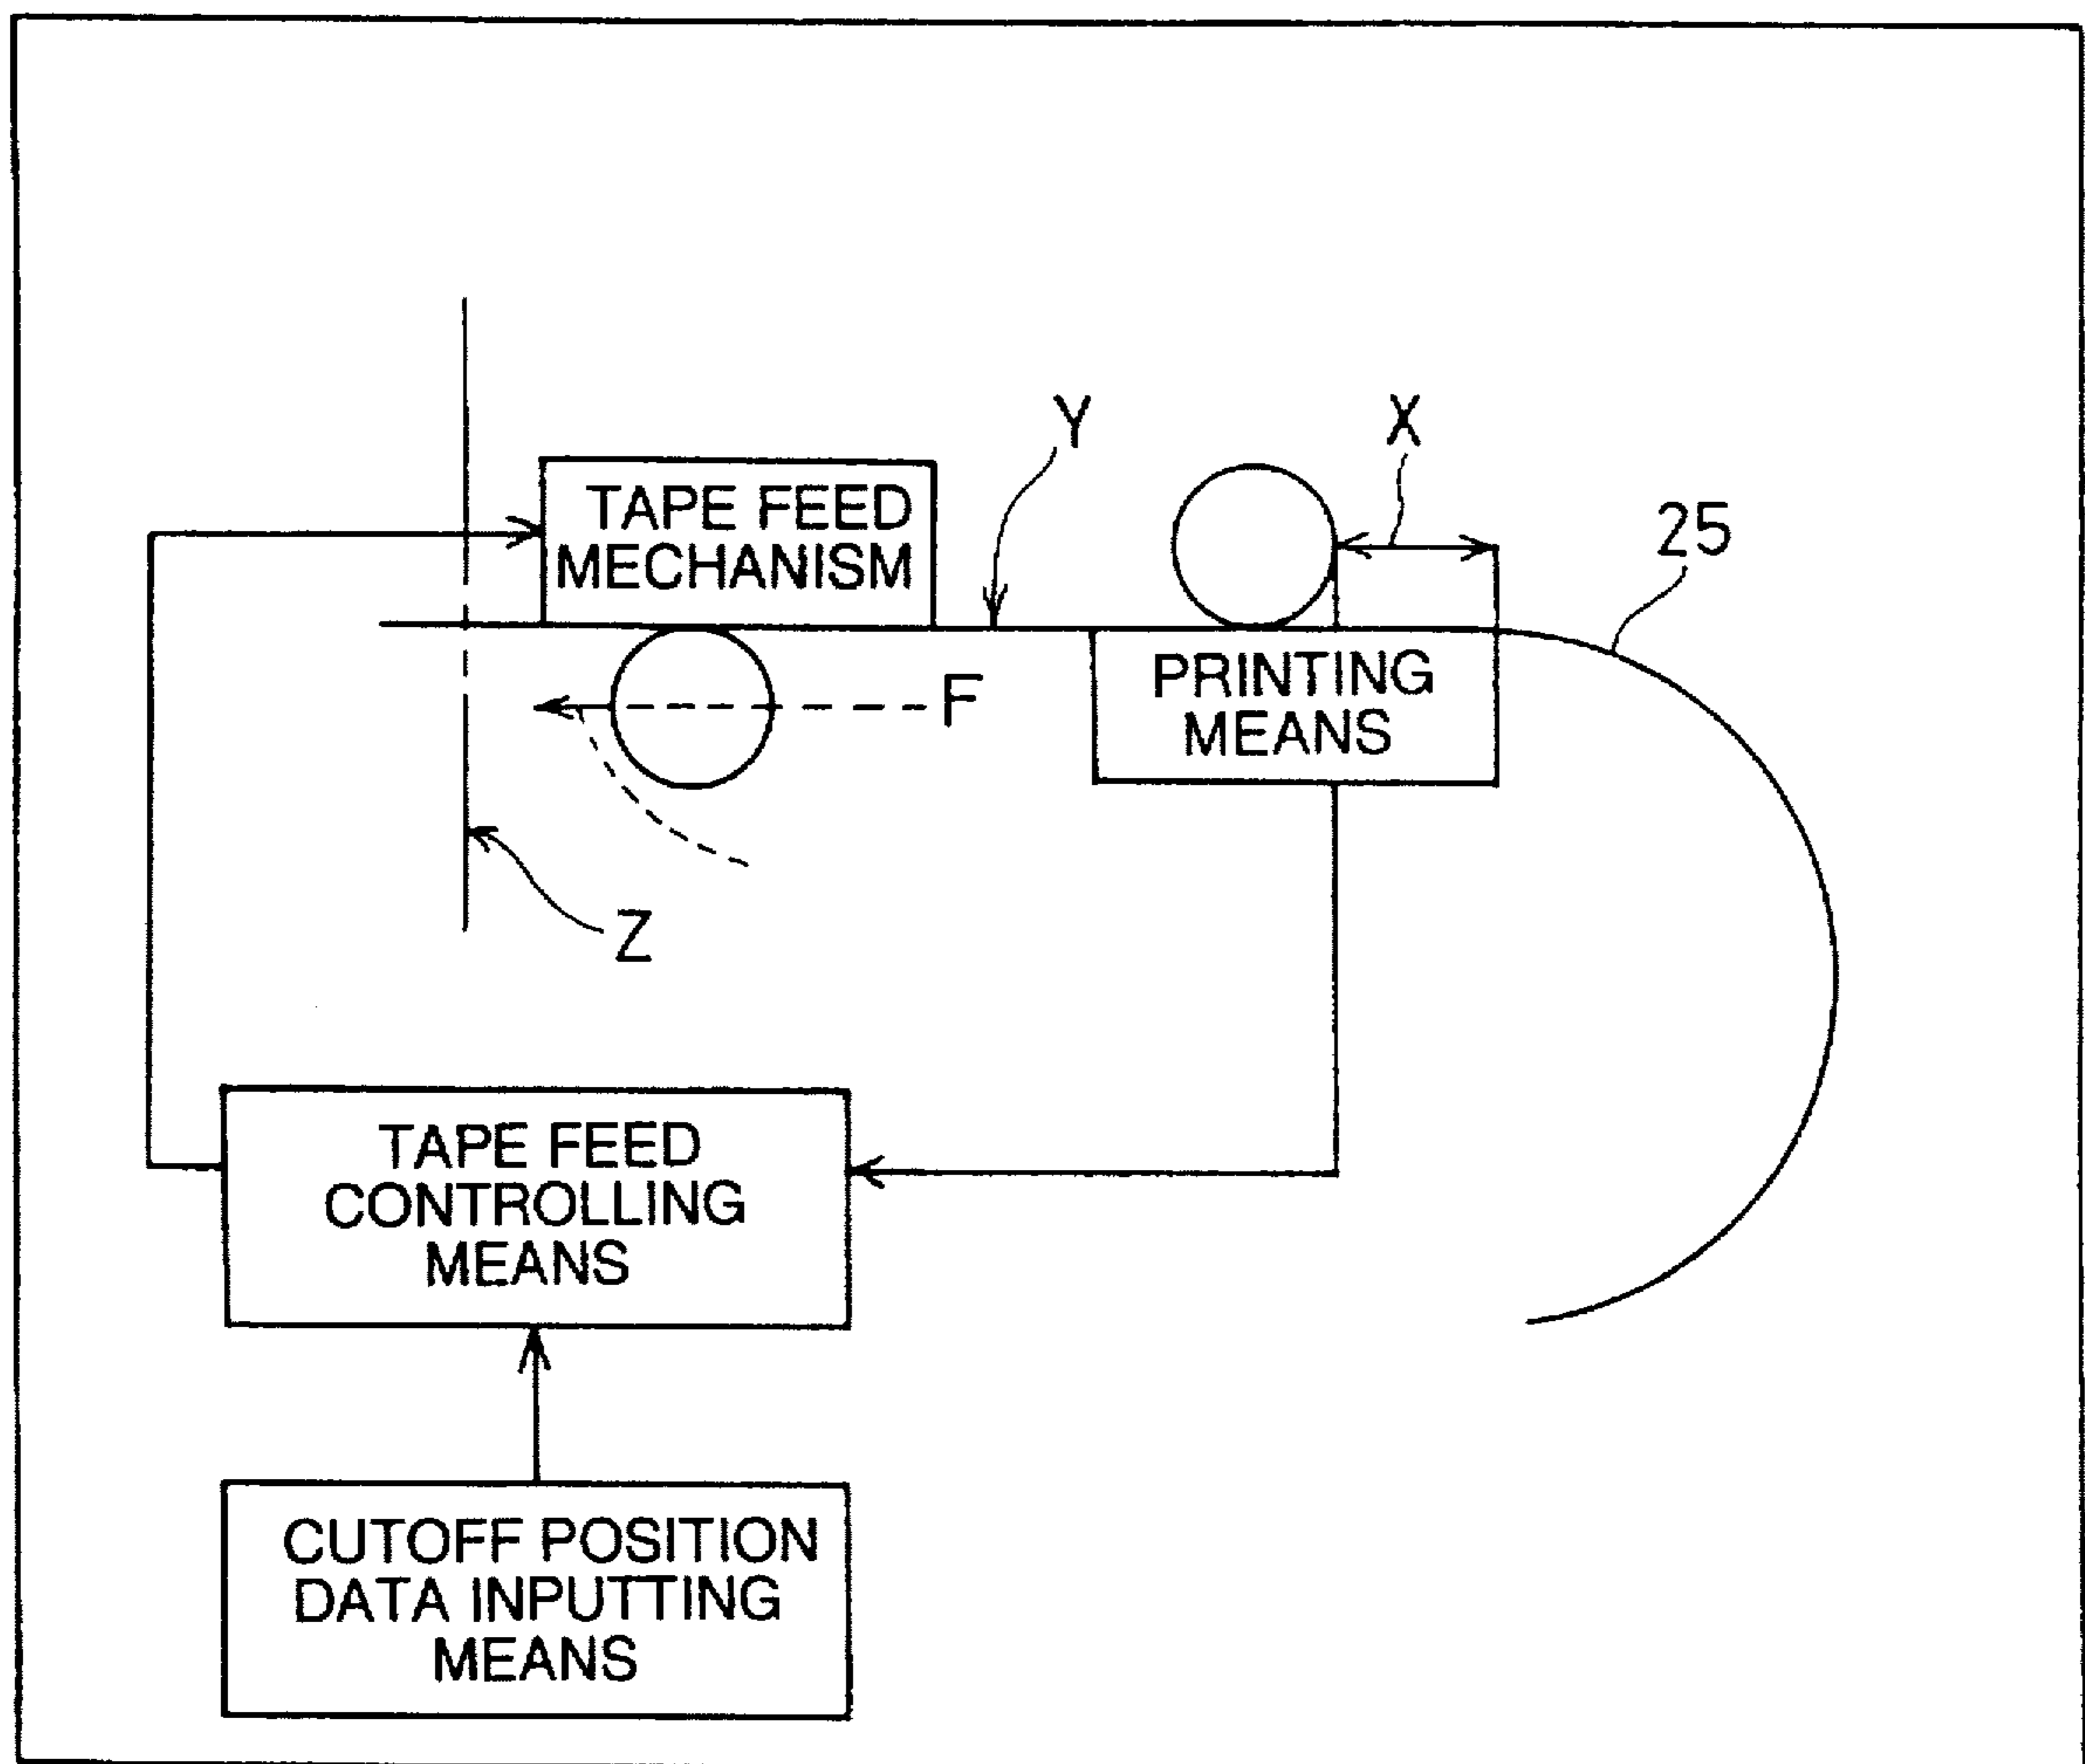 Y
X
25
TAPE FEED
MECHANISM
PRINTING
MEANS
F
Z
TAPE FEED
CONTROLLING
MEANS
CUTOFF POSITION
DATA INPUTTING
MEANS